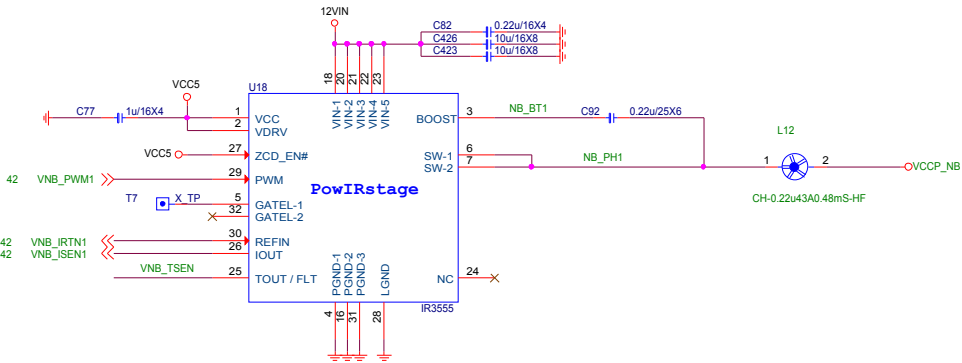 12VIN
C82 0.22u/16X4
C426 10u/16X8
C423 10u/16X8
18 20 21 22 23
VCC5
U18
C77 1u/16X4
VIN-1 VIN-2 VIN-3 VIN-4 VIN-5
1 VCC
2 VDRV
BOOST 3 NB_BT1 C92 0.22u/25X6
VCC5 27 ZCD_EN#
SW-1 6
SW-2 7 NB_PH1
L12
1 2 VCCP_NB
CH-0.22u43A0.48mS-HF
42 VNB_PWM1 29 PWM
PowIRstage
T7 X_TP 5 GATEL-1
32 GATEL-2
42 VNB_IRTN1 30 REFIN
42 VNB_ISEN1 26 IOUT
VNB_TSEN 25 TOUT / FLT
PGND-1 PGND-2 PGND-3 LGND
NC 24
IR3555
4 16 31 28